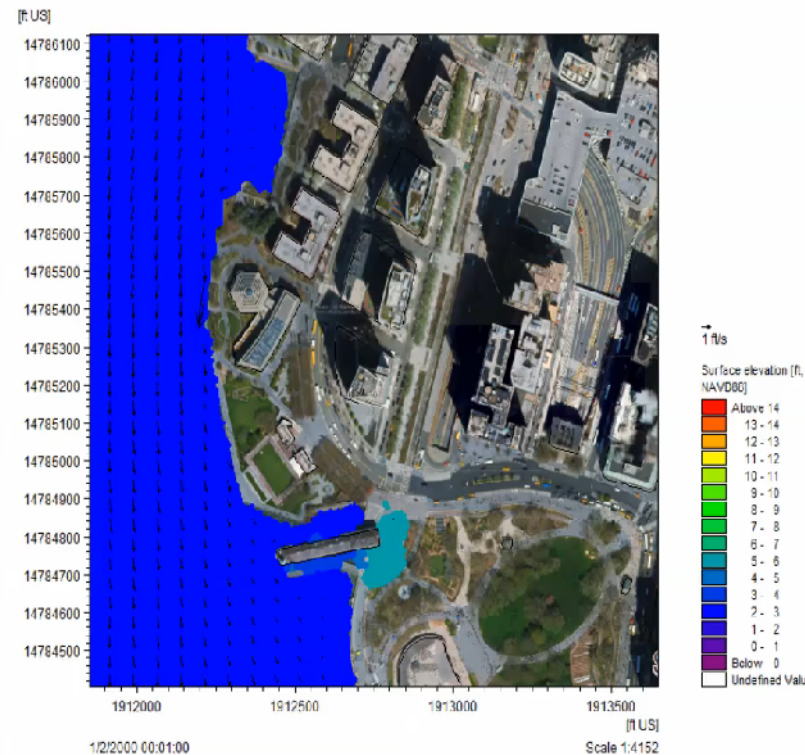 [ft US]
14786100
14786000
14785900
14785800
14785700
14785600
14785500
14785400
14785300
14785200
14785100
14785000
14784900
14784800
14784700
14784600
14784500
1912000 1912500 1913000 1913500
[ft US]
1/2/2000 00:01:00 Scale 1:4152
1 ft/s
Surface elevation [ft,
NAVD88]
Above 14
13 - 14
12 - 13
11 - 12
10 - 11
9 - 10
8 - 9
7 - 8
6 - 7
5 - 6
4 - 5
3 - 4
2 - 3
1 - 2
0 - 1
Below 0
Undefined Valu